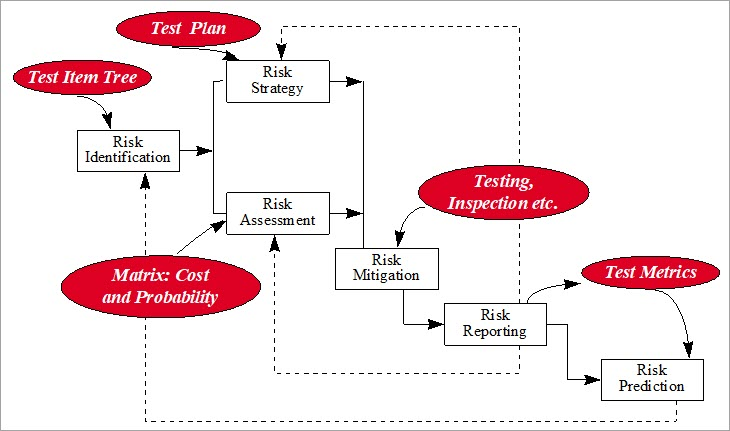 Test Plan
Test Item Tree
Risk
Strategy
Risk
Identification
Testing,
Inspection etc.
Risk
Assessment
Matrix: Cost
and Probability
Risk
Mitigation
Test Metrics
Risk
Reporting
Risk
Prediction